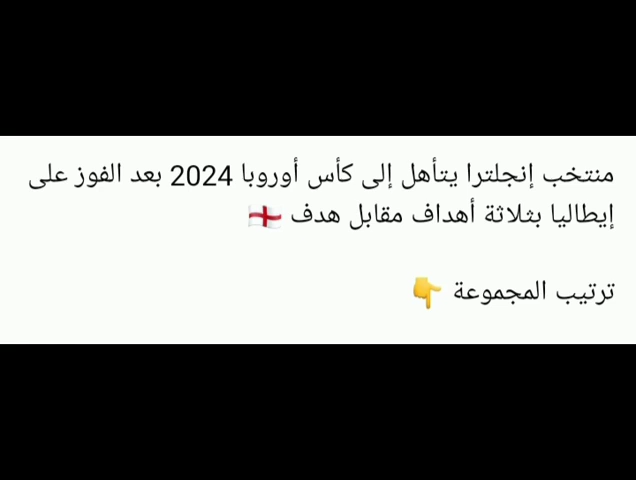 منتخب إنجلترا يتأهل إلى كأس أوروبا 2024 بعد الفوز على
إيطاليا بثلاثة أهداف مقابل هدف 🏴󠁧󠁢󠁥󠁮󠁧󠁿
ترتيب المجموعة 👇